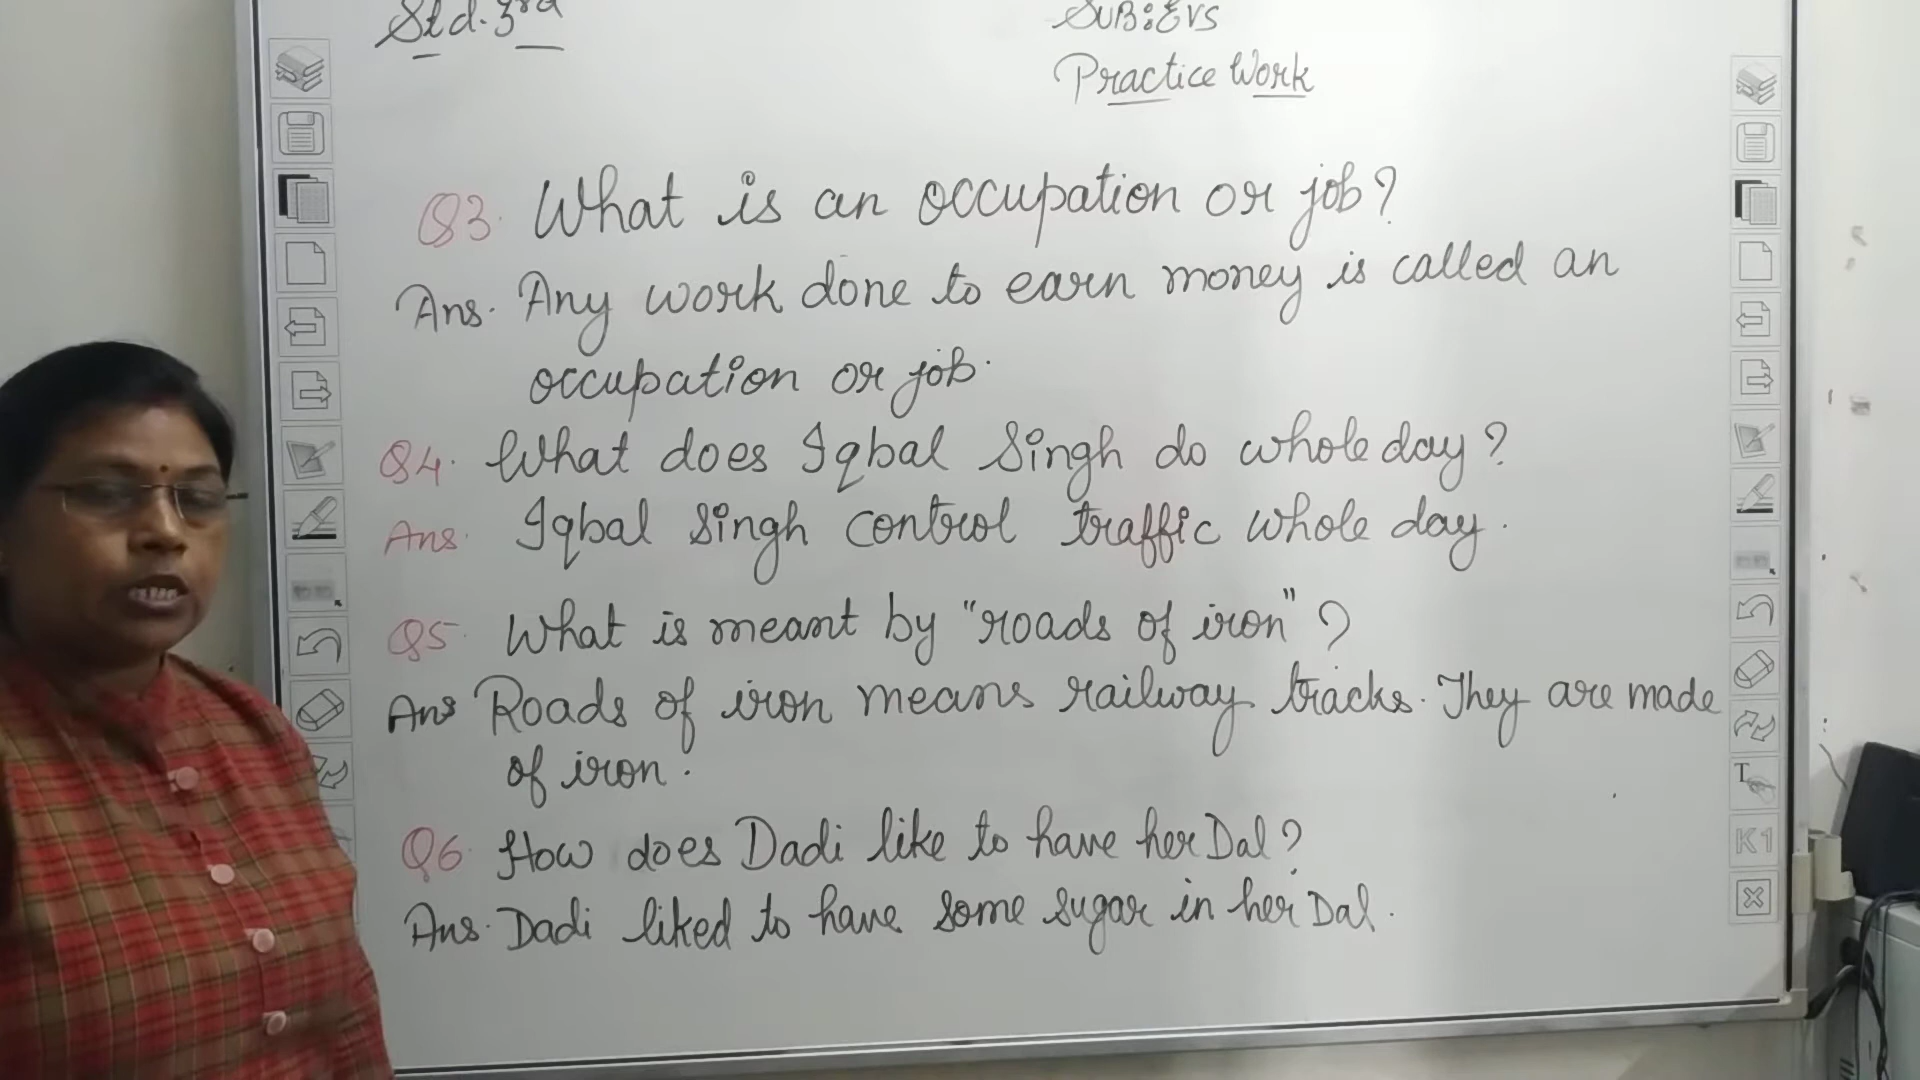 Std. 3rd
SUB: EVS
Practice Work
Q3. What is an occupation or job?
Ans. Any work done to earn money is called an
occupation or job.
Q4. What does Iqbal Singh do whole day?
Ans. Iqbal Singh control traffic whole day.
Q5 What is meant by "roads of iron"?
Ans Roads of iron means railway tracks. They are made
of iron.
Q6 How does Dadi like to have her Dal?
Ans. Dadi liked to have some sugar in her Dal.
T
K1